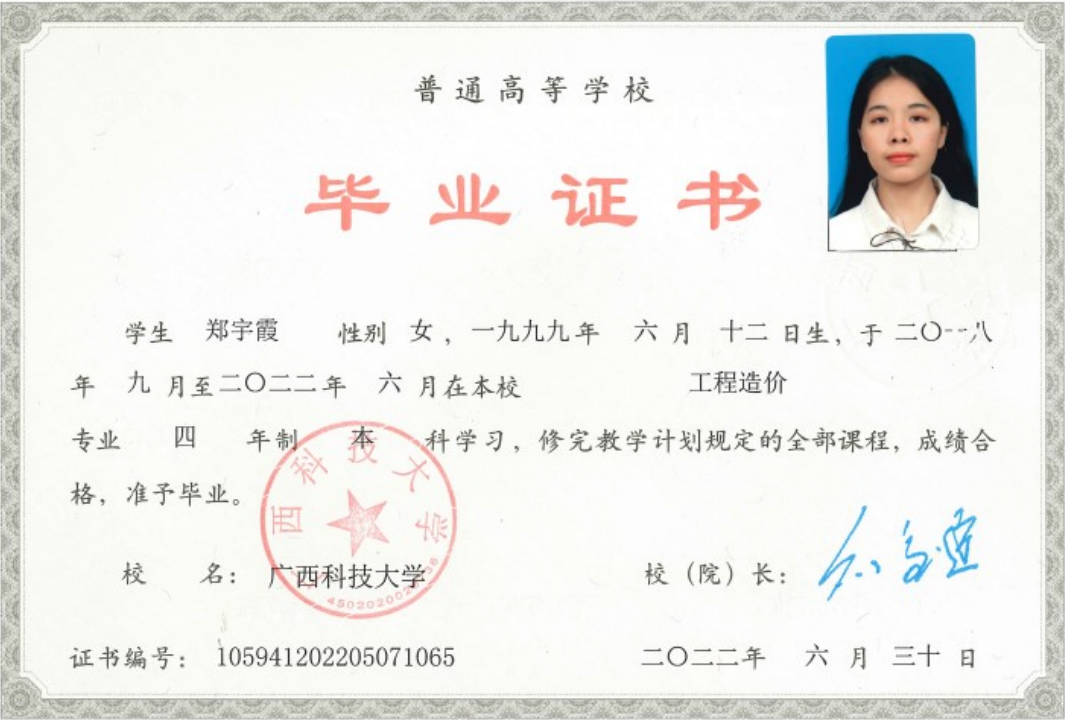 普通高等学校
毕业证书
学生 郑宇霞 性别 女，一九九九年 六月 十二日生，于二〇一八
年 九月至二〇二二年 六月在本校 工程造价
专业 四 年制 本 科学习，修完教学计划规定的全部课程，成绩合
格，准予毕业。
西科技大学
校 名：广西科技大学
校（院）长：
证书编号：105941202205071065
二〇二二年 六月 三十日